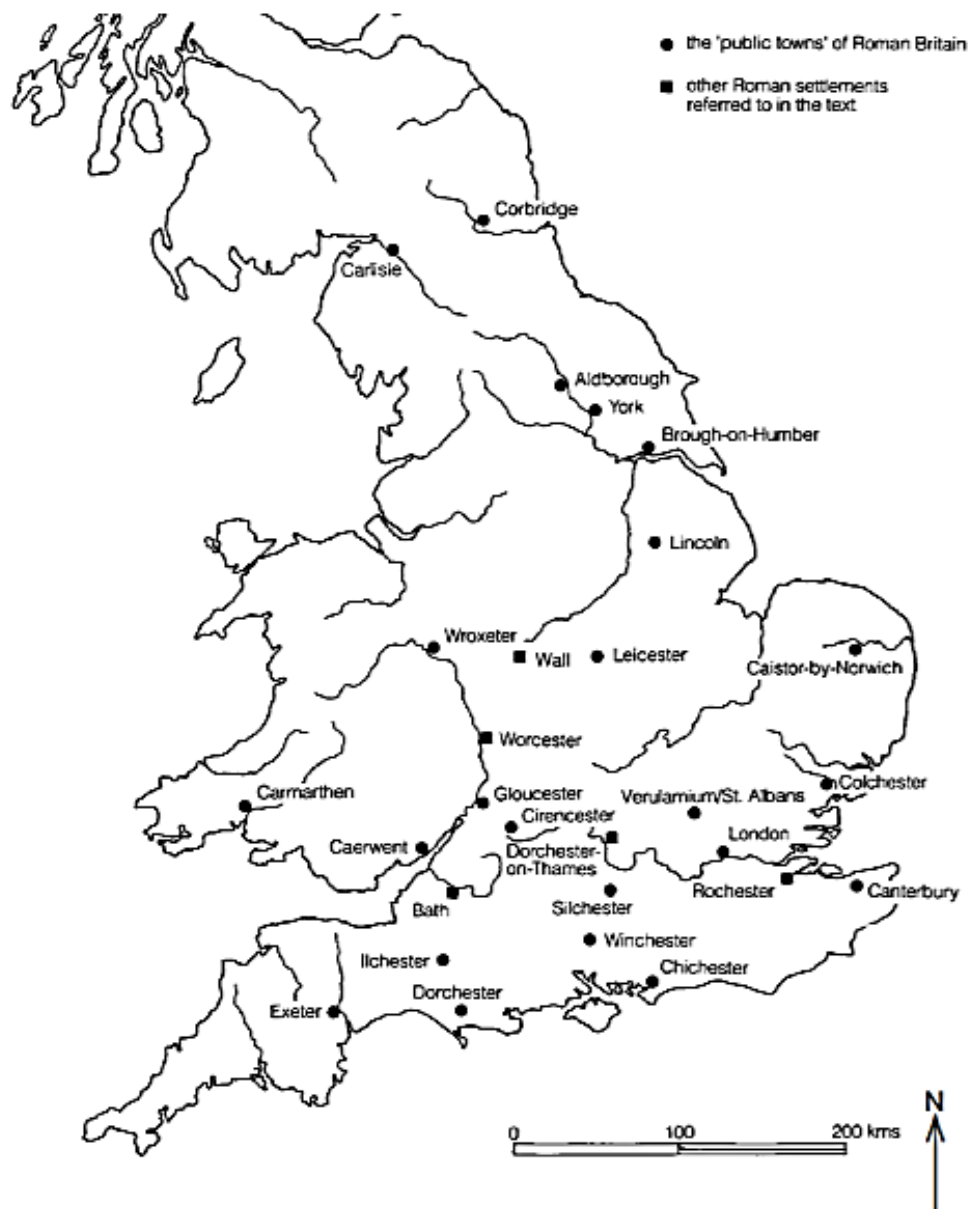 the 'public towns' of Roman Britain
other Roman settlements
referred to in the text
Corbridge
Carlisle
Aldborough
York
Brough-on-Humber
Lincoln
Wroxeter
Wall
Leicester
Caistor-by-Norwich
Worcester
Colchester
Carmarthen
Gloucester
Verulamium/St. Albans
Cirencester
London
Caerwent
Dorchester-
on-Thames
Rochester
Canterbury
Bath
Silchester
Winchester
Ilchester
Chichester
Dorchester
Exeter
N
0 100 200 kms